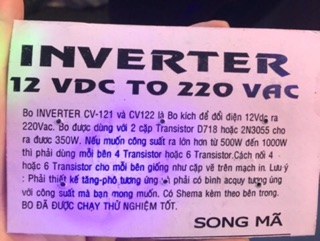 INVERTER
12 VDC TO 220 VAC
Bo INVERTER CV-121 và CV122 là Bo kích để đổi điện 12Vdc ra
220Vac. Bo được dùng với 2 cặp Transistor D718 hoặc 2N3055 cho
ra được 350W. Nếu muốn công suất ra lớn hơn từ 500W đến 1000W
thì phải dùng mỗi bên 4 Transistor hoặc 6 Transistor. Cách nối 4
hoặc 6 Transistor cho mỗi bên giống như cặp vẽ trên mạch in. Lưu ý
: Phải thiết kế tăng-phô tương ứng và phải có bình acquy tương ứng
với công suất mà bạn mong muốn. Có Shema kèm theo bên trong.
BO ĐÃ ĐƯỢC CHẠY THỬ NGHIỆM TỐT.
SONG MÃ